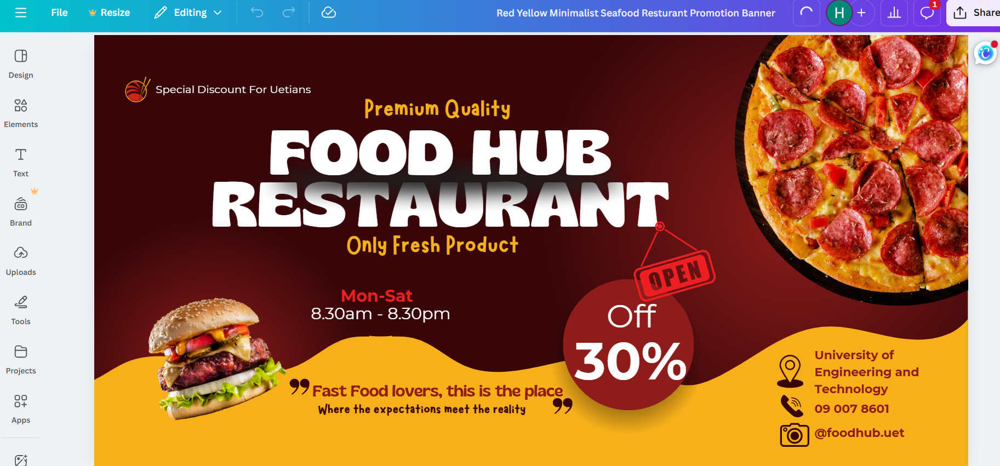 File
Resize
Editing
Red Yellow Minimalist Seafood Resturant Promotion Banner
H
1
Share
Design
Elements
Text
Brand
CO
Uploads
Tools
Projects
Apps
Special Discount For Uetians
Premium Quality
FOOD HUB
RESTAURANT
Only Fresh Product
OPEN
Mon-Sat
8.30am - 8.30pm
Off
30%
"Fast Food lovers, this is the place
Where the expectations meet the reality"
University of
Engineering and
Technology
09 007 8601
@foodhub.uet